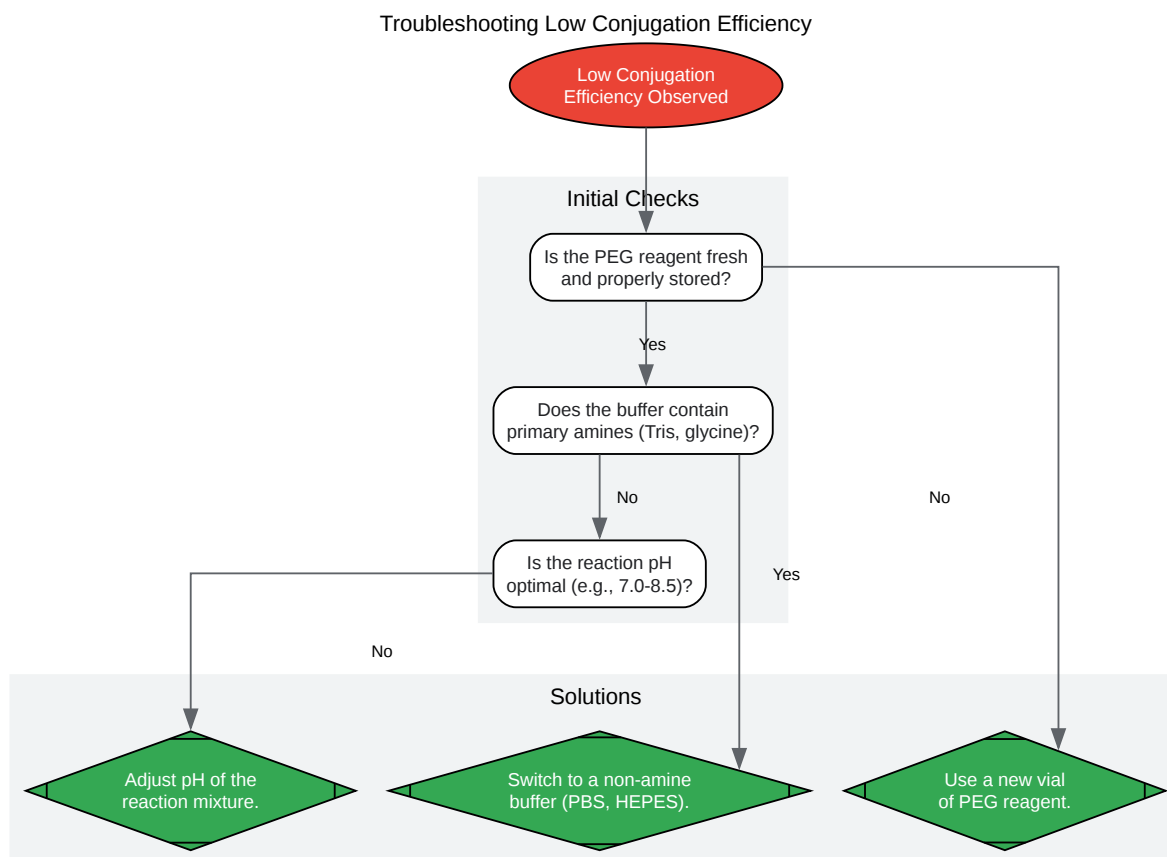 Troubleshooting Low Conjugation Efficiency
Low Conjugation
Efficiency Observed
Initial Checks
Is the PEG reagent fresh
and properly stored?
Yes
Does the buffer contain
primary amines (Tris, glycine)?
No
No
Is the reaction pH
optimal (e.g., 7.0-8.5)?
Yes
No
Solutions
Adjust pH of the
reaction mixture.
Switch to a non-amine
buffer (PBS, HEPES).
Use a new vial
of PEG reagent.